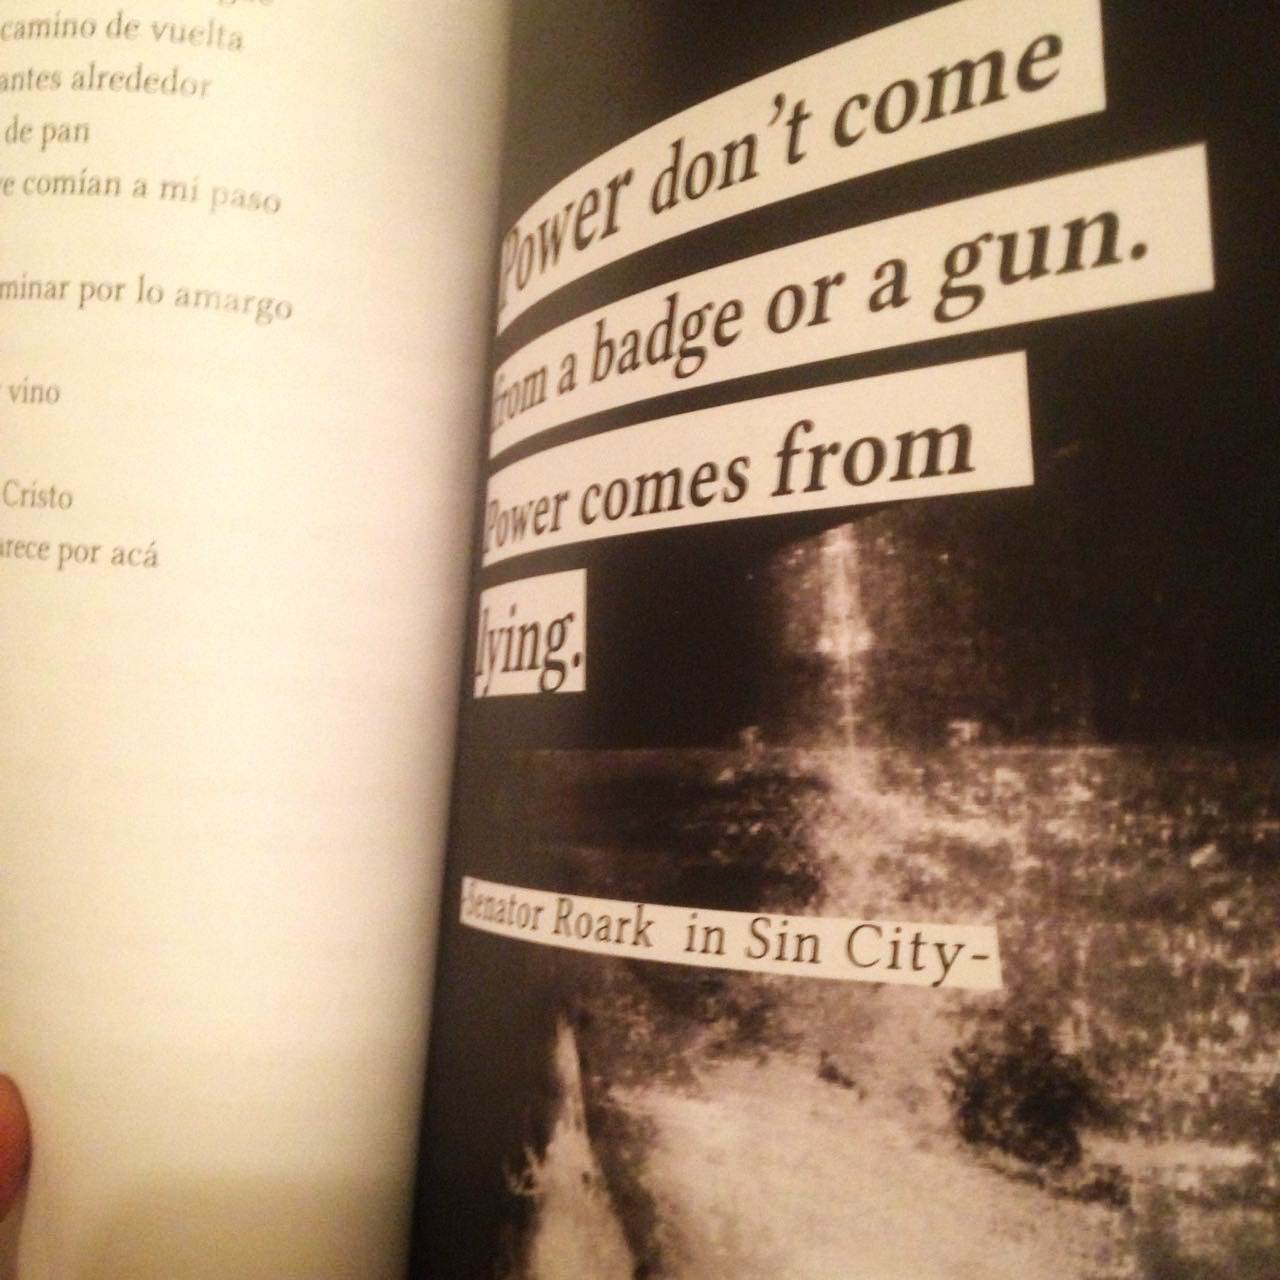 camino de vuelta
antes alrededor
de pan
comían a mi paso
minar por lo amargo
vino
Cristo
arece por acá
Power don't come
from a badge or a gun.
Power comes from
lying.
-Senator Roark in Sin City-